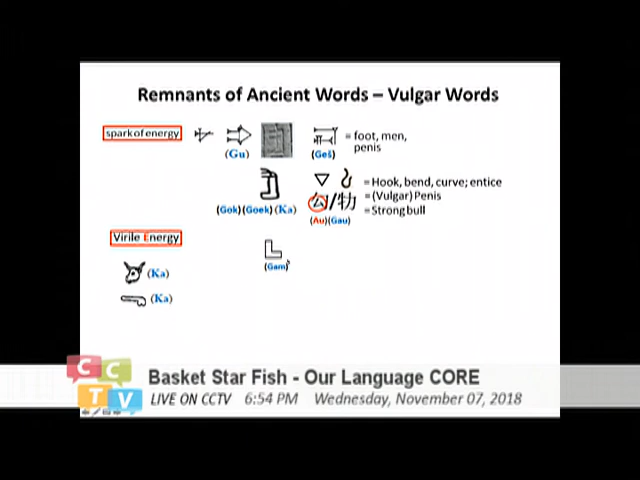 Remnants of Ancient Words – Vulgar Words
spark of energy
(Gu)
(Geš)
= foot, men,
penis
= Hook, bend, curve; entice
= (Vulgar) Penis
= Strong bull
(Gok)(Goek)(Ka)
(Au)(Gau)
Virile Energy
(Gam)
(Ka)
(Ka)
CCTV
Basket Star Fish - Our Language CORE
LIVE ON CCTV 6:54 PM Wednesday, November 07, 2018